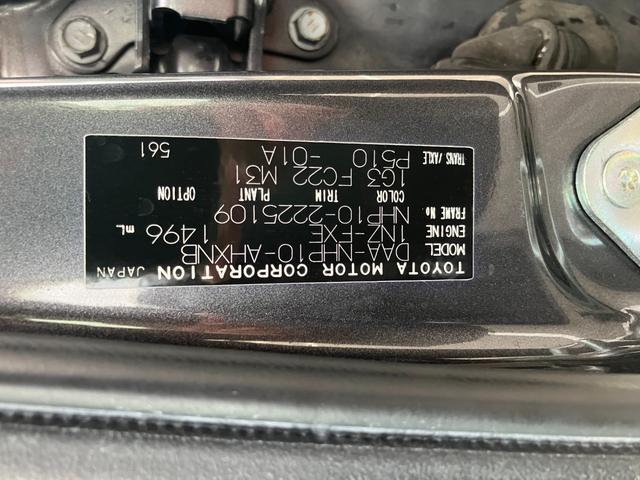 TOYOTA MOTOR CORPORATION JAPAN
MODEL DAA-NHP10-AHXNB
ENGINE 1NZ-FXE 1496 mL
FRAME No. NHP10-2225109
COLOR TRIM PLANT OPTION
1G3 FC22 M31
TRANS/AXLE P510
-01A
561